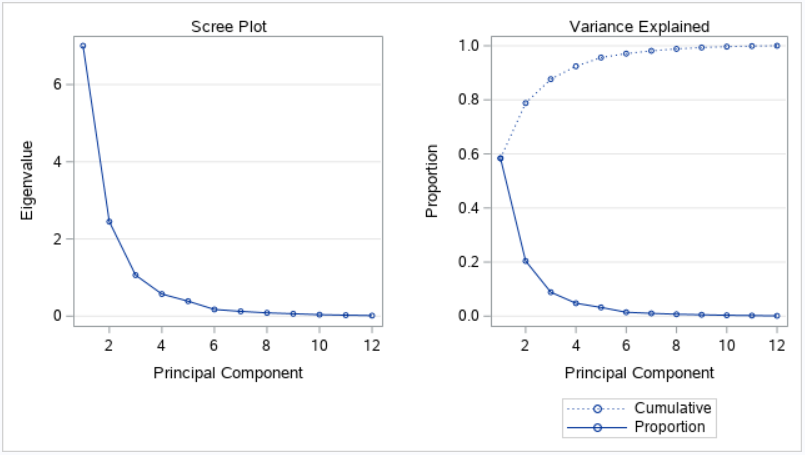 Scree Plot
Variance Explained
Eigenvalue
6
4
2
0
2 4 6 8 10 12
Principal Component
Proportion
1.0
0.8
0.6
0.4
0.2
0.0
2 4 6 8 10 12
Principal Component
Cumulative
Proportion